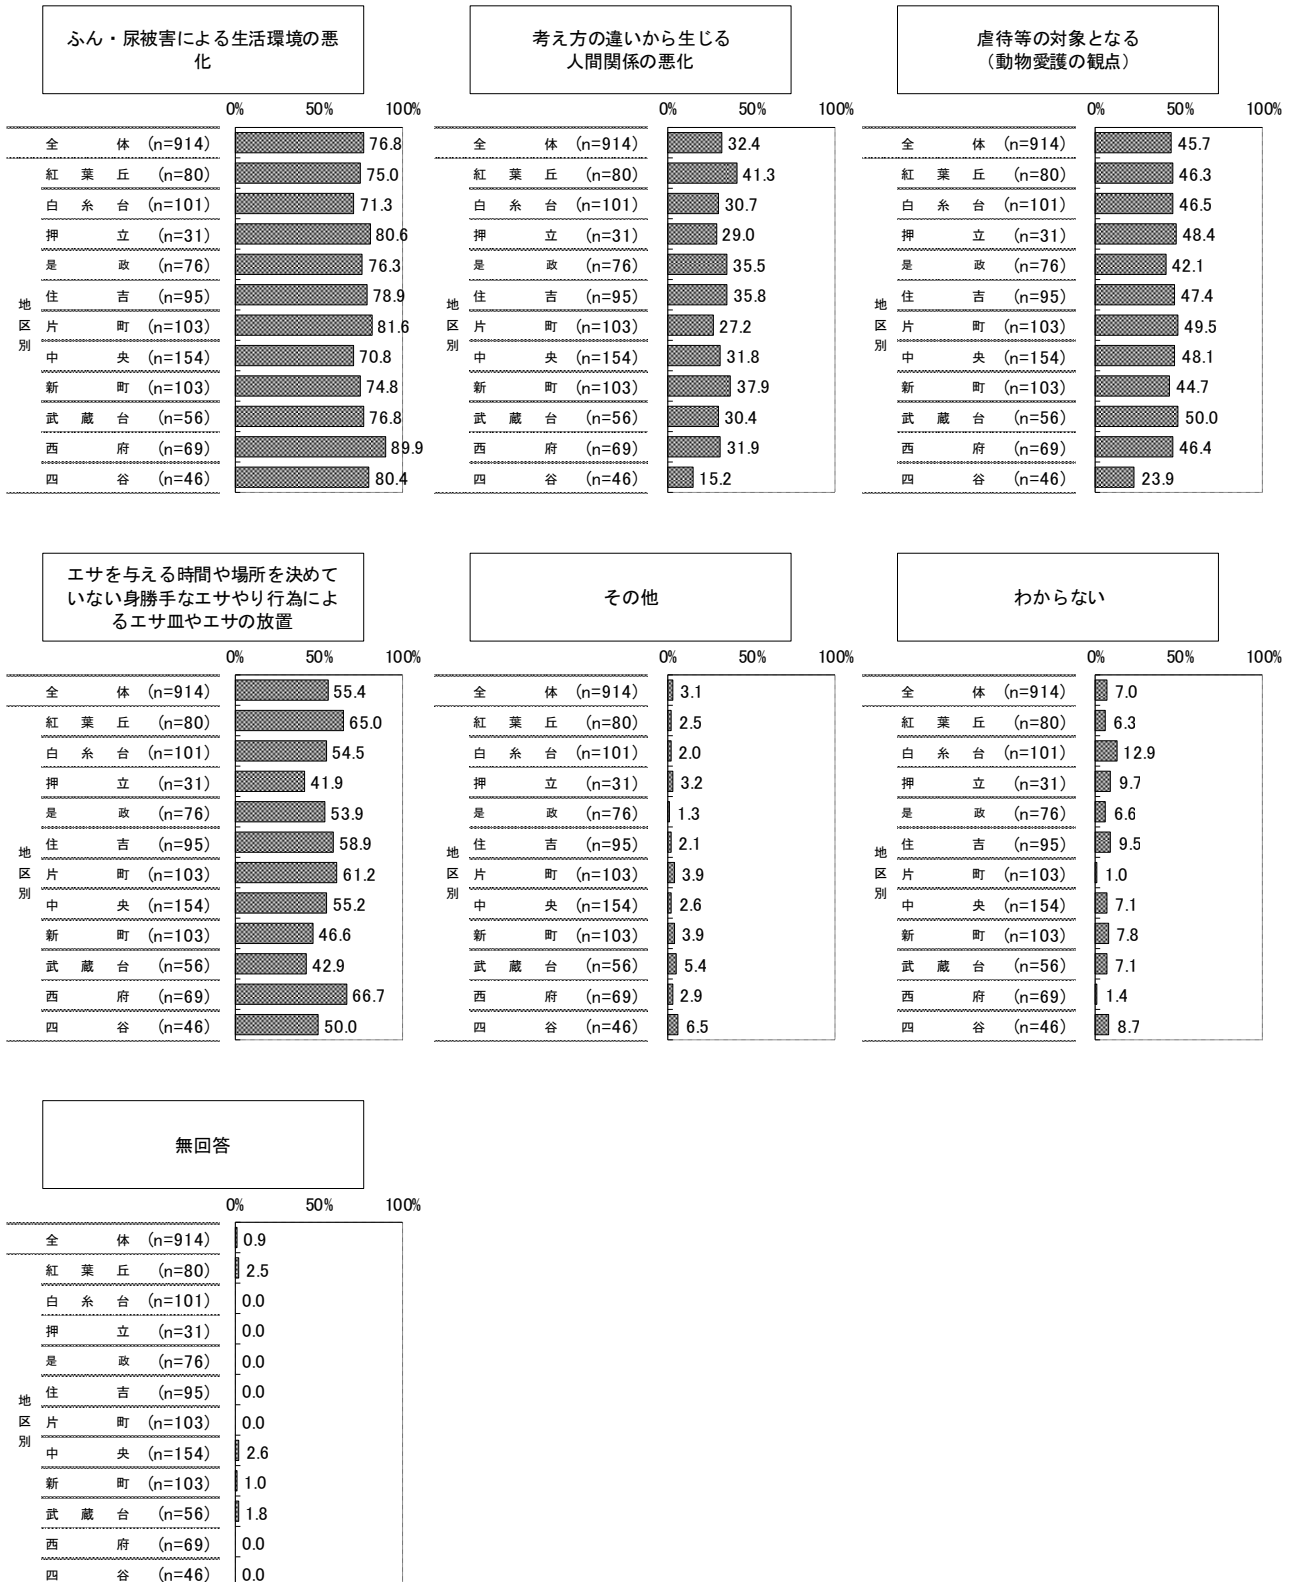 ふん・尿被害による生活環境の悪
化
0% 50% 100%
全体 (n=914) 76.8
地区別
紅葉丘 (n=80) 75.0
白糸台 (n=101) 71.3
押立 (n=31) 80.6
是政 (n=76) 76.3
住吉 (n=95) 78.9
片町 (n=103) 81.6
中央 (n=154) 70.8
新町 (n=103) 74.8
武蔵台 (n=56) 76.8
西府 (n=69) 89.9
四谷 (n=46) 80.4
考え方の違いから生じる
人間関係の悪化
0% 50% 100%
全体 (n=914) 32.4
地区別
紅葉丘 (n=80) 41.3
白糸台 (n=101) 30.7
押立 (n=31) 29.0
是政 (n=76) 35.5
住吉 (n=95) 35.8
片町 (n=103) 27.2
中央 (n=154) 31.8
新町 (n=103) 37.9
武蔵台 (n=56) 30.4
西府 (n=69) 31.9
四谷 (n=46) 15.2
虐待等の対象となる
（動物愛護の観点）
0% 50% 100%
全体 (n=914) 45.7
地区別
紅葉丘 (n=80) 46.3
白糸台 (n=101) 46.5
押立 (n=31) 48.4
是政 (n=76) 42.1
住吉 (n=95) 47.4
片町 (n=103) 49.5
中央 (n=154) 48.1
新町 (n=103) 44.7
武蔵台 (n=56) 50.0
西府 (n=69) 46.4
四谷 (n=46) 23.9
エサを与える時間や場所を決めて
いない身勝手なエサやり行為によ
るエサ皿やエサの放置
0% 50% 100%
全体 (n=914) 55.4
地区別
紅葉丘 (n=80) 65.0
白糸台 (n=101) 54.5
押立 (n=31) 41.9
是政 (n=76) 53.9
住吉 (n=95) 58.9
片町 (n=103) 61.2
中央 (n=154) 55.2
新町 (n=103) 46.6
武蔵台 (n=56) 42.9
西府 (n=69) 66.7
四谷 (n=46) 50.0
その他
0% 50% 100%
全体 (n=914) 3.1
地区別
紅葉丘 (n=80) 2.5
白糸台 (n=101) 2.0
押立 (n=31) 3.2
是政 (n=76) 1.3
住吉 (n=95) 2.1
片町 (n=103) 3.9
中央 (n=154) 2.6
新町 (n=103) 3.9
武蔵台 (n=56) 5.4
西府 (n=69) 2.9
四谷 (n=46) 6.5
わからない
0% 50% 100%
全体 (n=914) 7.0
地区別
紅葉丘 (n=80) 6.3
白糸台 (n=101) 12.9
押立 (n=31) 9.7
是政 (n=76) 6.6
住吉 (n=95) 9.5
片町 (n=103) 1.0
中央 (n=154) 7.1
新町 (n=103) 7.8
武蔵台 (n=56) 7.1
西府 (n=69) 1.4
四谷 (n=46) 8.7
無回答
0% 50% 100%
全体 (n=914) 0.9
地区別
紅葉丘 (n=80) 2.5
白糸台 (n=101) 0.0
押立 (n=31) 0.0
是政 (n=76) 0.0
住吉 (n=95) 0.0
片町 (n=103) 0.0
中央 (n=154) 2.6
新町 (n=103) 1.0
武蔵台 (n=56) 1.8
西府 (n=69) 0.0
四谷 (n=46) 0.0